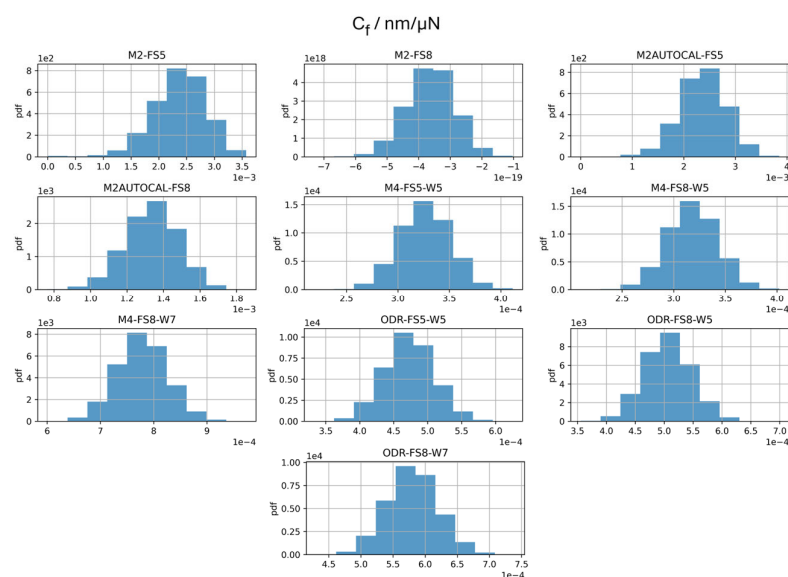 C_f / nm/µN
M2-FS5
1e2
pdf
8
6
4
2
0
0.0 0.5 1.0 1.5 2.0 2.5 3.0 3.5
1e−3
M2-FS8
1e18
pdf
4
2
0
−7 −6 −5 −4 −3 −2 −1
1e−19
M2AUTOCAL-FS5
1e2
pdf
8
6
4
2
0
0 1 2 3 4
1e−3
M2AUTOCAL-FS8
1e3
pdf
2
1
0
0.8 1.0 1.2 1.4 1.6 1.8
1e−3
M4-FS5-W5
1e4
pdf
1.5
1.0
0.5
0.0
2.5 3.0 3.5 4.0
1e−4
M4-FS8-W5
1e4
pdf
1.5
1.0
0.5
0.0
2.5 3.0 3.5 4.0
1e−4
M4-FS8-W7
1e3
pdf
8
6
4
2
0
6 7 8 9
1e−4
ODR-FS5-W5
1e4
pdf
1.00
0.75
0.50
0.25
0.00
3.5 4.0 4.5 5.0 5.5 6.0
1e−4
ODR-FS8-W5
1e3
pdf
8
6
4
2
0
3.5 4.0 4.5 5.0 5.5 6.0 6.5 7.0
1e−4
ODR-FS8-W7
1e4
pdf
1.00
0.75
0.50
0.25
0.00
4.5 5.0 5.5 6.0 6.5 7.0 7.5
1e−4